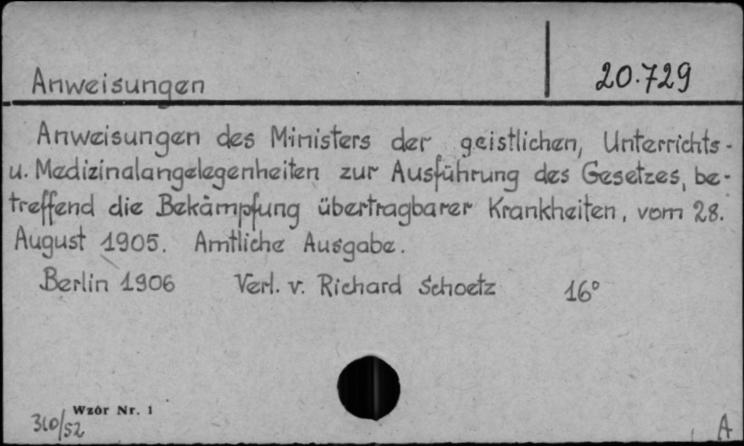 Anweisungen
20.729
Anweisungen des Ministers der geistlichen, Unterrichts-
u. Medizinalangelegenheiten zur Ausführung des Gesetzes, be-
treffend die Bekämpfung übertragbarer Krankheiten, vom 28.
August 1905. Amtliche Ausgabe.
Berlin 1906 Verl. v. Richard Schoetz 16°
Wzór Nr. 1
310/52
A